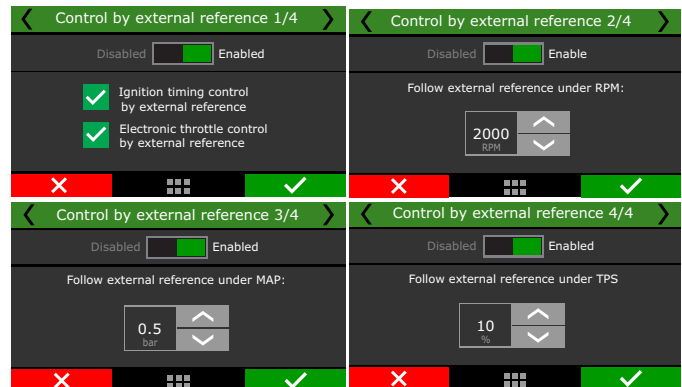 Control by external reference 1/4
Disabled Enabled
Ignition timing control
by external reference
Electronic throttle control
by external reference
Control by external reference 2/4
Disabled Enable
Follow external reference under RPM:
2000
RPM
Control by external reference 3/4
Disabled Enabled
Follow external reference under MAP:
0.5
bar
Control by external reference 4/4
Disabled Enabled
Follow external reference under TPS
10
%